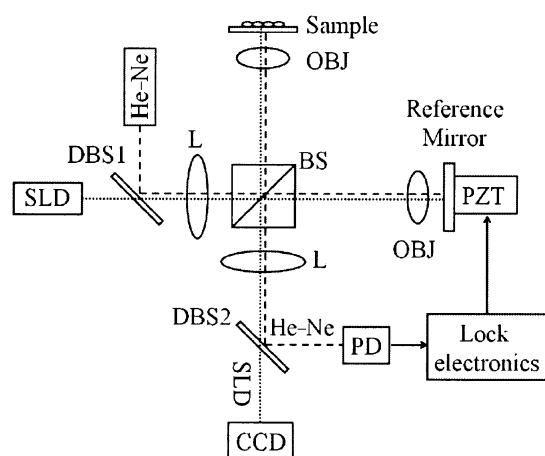 Sample
OBJ
He-Ne
Reference
Mirror
L
DBS1
BS
SLD
PZT
OBJ
L
DBS2
He-Ne
PD
Lock
electronics
SLD
CCD